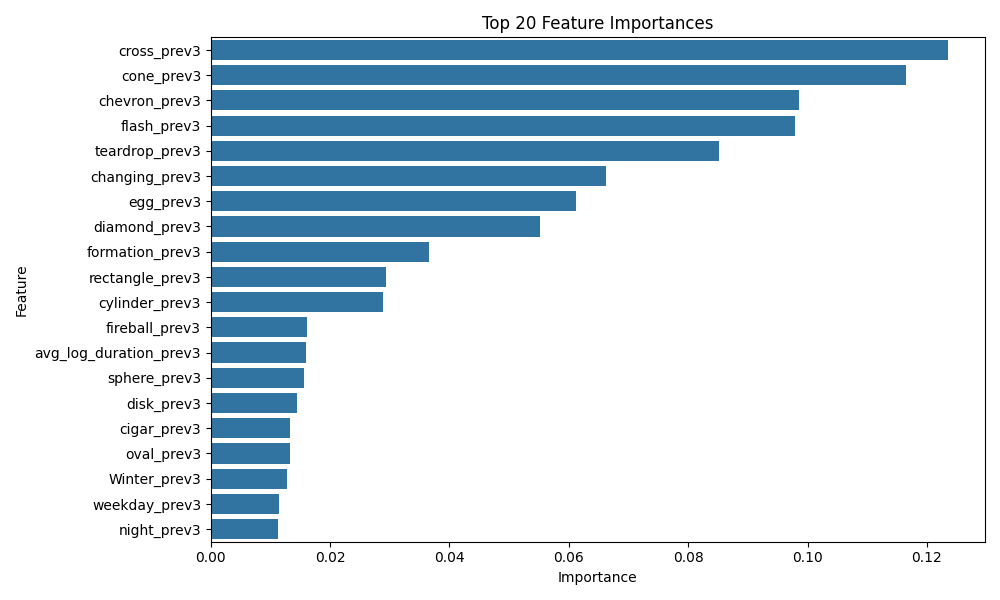 Top 20 Feature Importances
cross_prev3
cone_prev3
chevron_prev3
flash_prev3
teardrop_prev3
changing_prev3
egg_prev3
diamond_prev3
formation_prev3
rectangle_prev3
cylinder_prev3
fireball_prev3
avg_log_duration_prev3
sphere_prev3
disk_prev3
cigar_prev3
oval_prev3
Winter_prev3
weekday_prev3
night_prev3
Feature
0.00 0.02 0.04 0.06 0.08 0.10 0.12
Importance